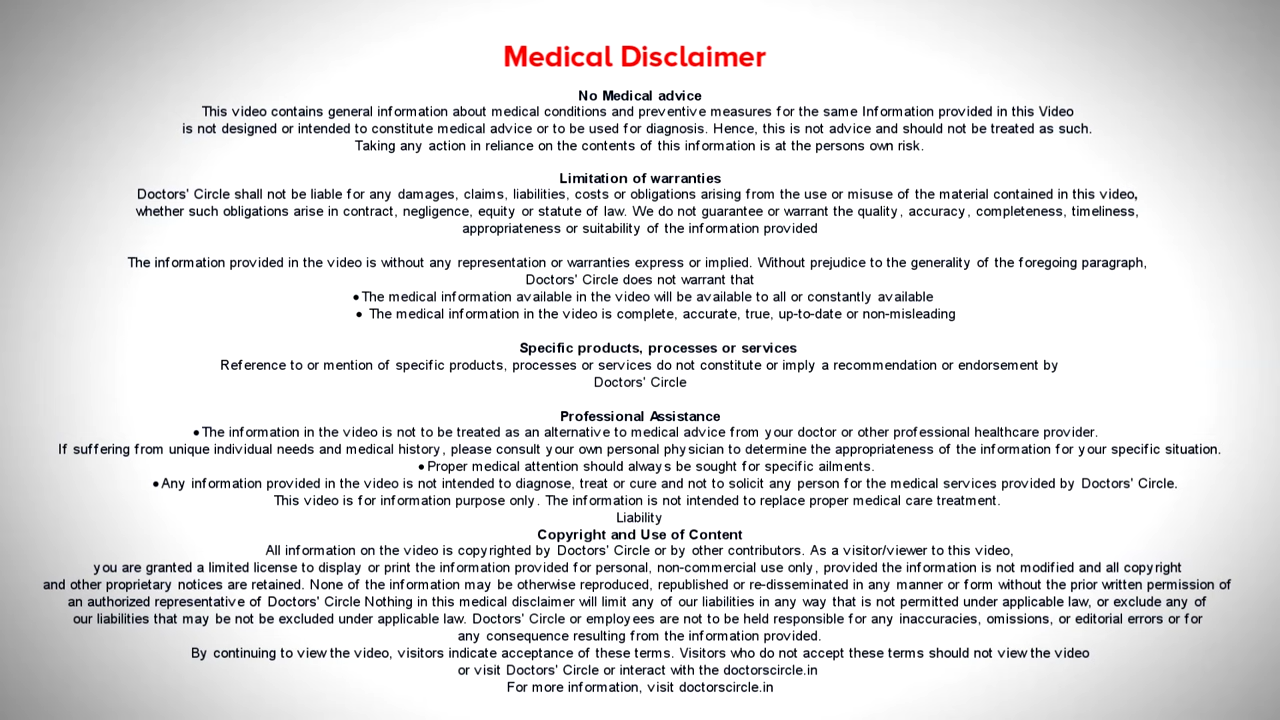 Medical Disclaimer
No Medical advice
This video contains general information about medical conditions and preventive measures for the same Information provided in this Video
is not designed or intended to constitute medical advice or to be used for diagnosis. Hence, this is not advice and should not be treated as such.
Taking any action in reliance on the contents of this information is at the persons own risk.
Limitation of warranties
Doctors' Circle shall not be liable for any damages, claims, liabilities, costs or obligations arising from the use or misuse of the material contained in this video,
whether such obligations arise in contract, negligence, equity or statute of law. We do not guarantee or warrant the quality, accuracy, completeness, timeliness,
appropriateness or suitability of the information provided
The information provided in the video is without any representation or warranties express or implied. Without prejudice to the generality of the foregoing paragraph,
Doctors' Circle does not warrant that
•The medical information available in the video will be available to all or constantly available
• The medical information in the video is complete, accurate, true, up-to-date or non-misleading
Specific products, processes or services
Reference to or mention of specific products, processes or services do not constitute or imply a recommendation or endorsement by
Doctors' Circle
Professional Assistance
•The information in the video is not to be treated as an alternative to medical advice from your doctor or other professional healthcare provider.
If suffering from unique individual needs and medical history, please consult your own personal physician to determine the appropriateness of the information for your specific situation.
•Proper medical attention should always be sought for specific ailments.
•Any information provided in the video is not intended to diagnose, treat or cure and not to solicit any person for the medical services provided by Doctors' Circle.
This video is for information purpose only. The information is not intended to replace proper medical care treatment.
Liability
Copyright and Use of Content
All information on the video is copyrighted by Doctors' Circle or by other contributors. As a visitor/viewer to this video,
you are granted a limited license to display or print the information provided for personal, non-commercial use only, provided the information is not modified and all copyright
and other proprietary notices are retained. None of the information may be otherwise reproduced, republished or re-disseminated in any manner or form without the prior written permission of
an authorized representative of Doctors' Circle Nothing in this medical disclaimer will limit any of our liabilities in any way that is not permitted under applicable law, or exclude any of
our liabilities that may be not be excluded under applicable law. Doctors' Circle or employees are not to be held responsible for any inaccuracies, omissions, or editorial errors or for
any consequence resulting from the information provided.
By continuing to view the video, visitors indicate acceptance of these terms. Visitors who do not accept these terms should not view the video
or visit Doctors' Circle or interact with the doctorscircle.in
For more information, visit doctorscircle.in